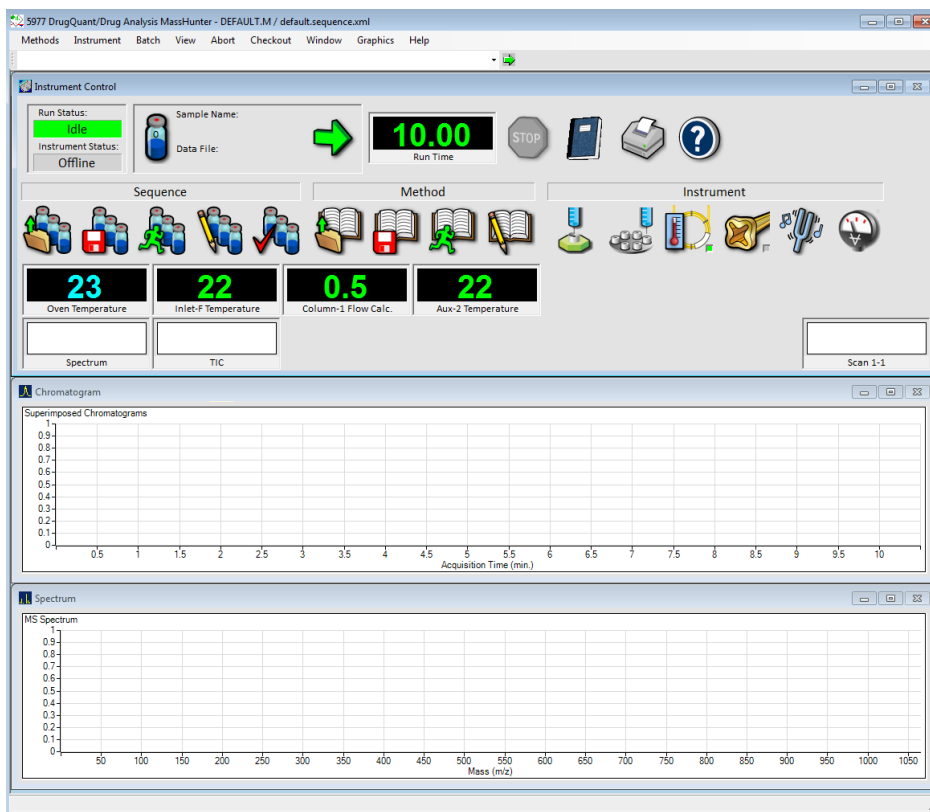 5977 DrugQuant/Drug Analysis MassHunter - DEFAULT.M / default.sequence.xml
Methods Instrument Batch View Abort Checkout Window Graphics Help
Instrument Control
Run Status:
Idle
Instrument Status:
Offline
Sample Name:
Data File:
10.00
Run Time
STOP
Sequence Method Instrument
23 22 0.5 22
Oven Temperature Inlet-F Temperature Column-1 Flow Calc. Aux-2 Temperature
Spectrum TIC Scan 1-1
Chromatogram
Superimposed Chromatograms
1
0.9
0.8
0.7
0.6
0.5
0.4
0.3
0.2
0.1
0
0.5 1 1.5 2 2.5 3 3.5 4 4.5 5 5.5 6 6.5 7 7.5 8 8.5 9 9.5 10
Acquisition Time (min.)
Spectrum
MS Spectrum
1
0.9
0.8
0.7
0.6
0.5
0.4
0.3
0.2
0.1
0
50 100 150 200 250 300 350 400 450 500 550 600 650 700 750 800 850 900 950 1000 1050
Mass (m/z)